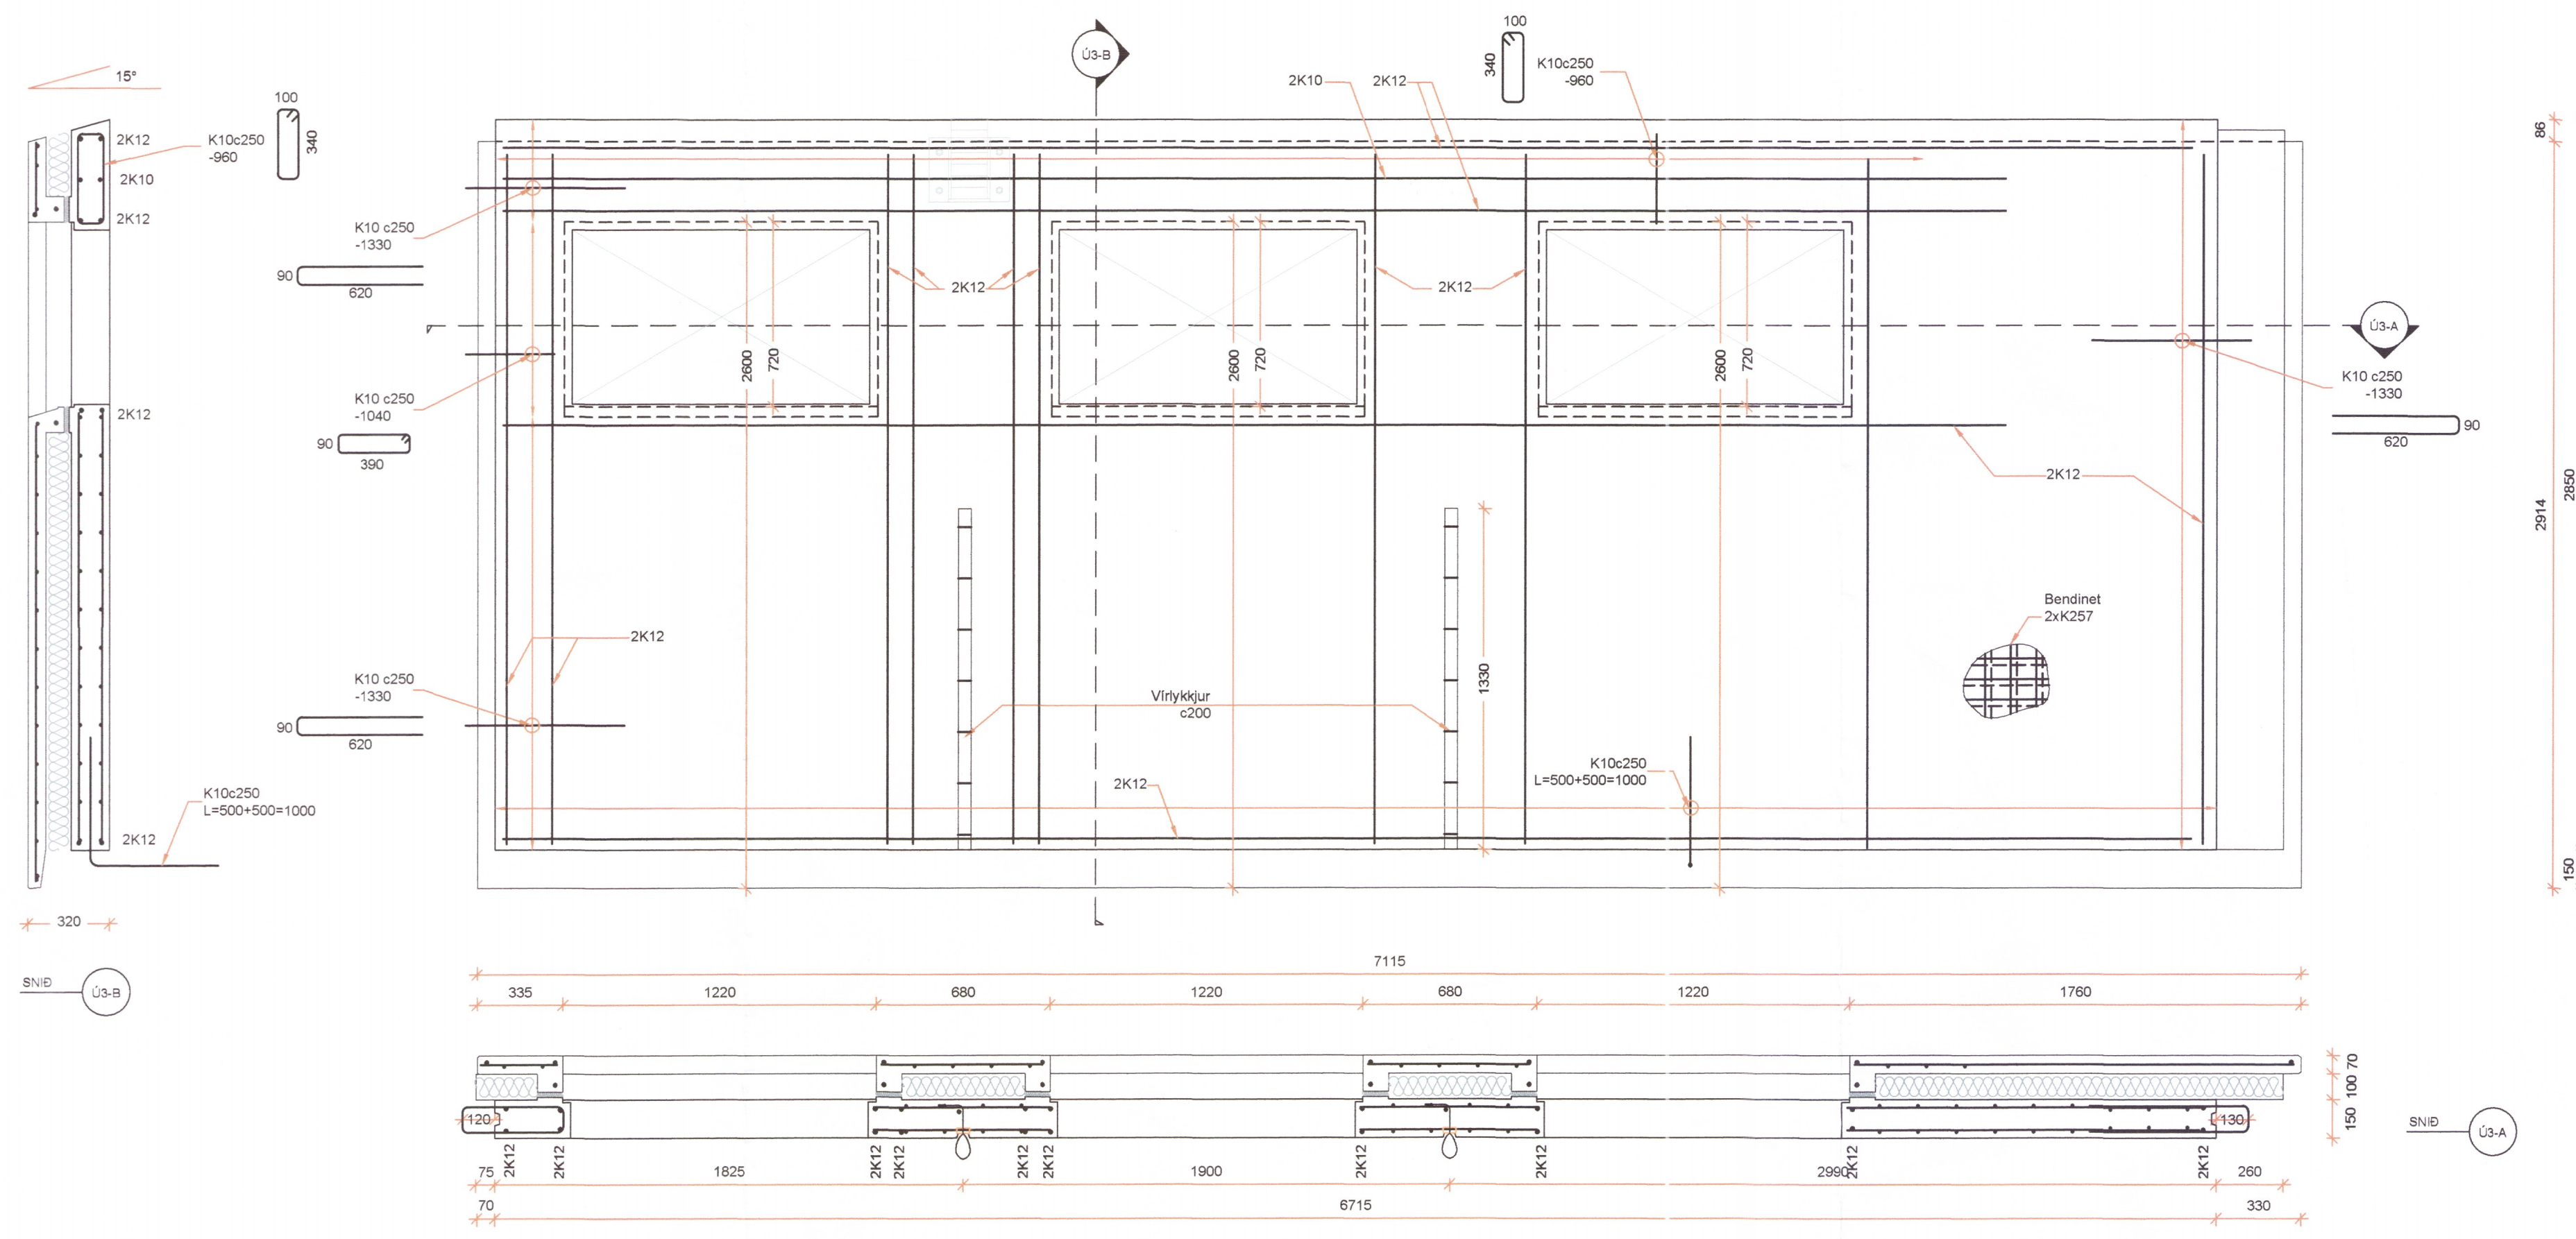 15°
100
340
2K12
K10c250
-960
2K10
2K12
2K12
K10c250
L=500+500=1000
2K12
320
SNIÐ
Ú3-B
Ú3-B
2K10
2K12
100
340
K10c250
-960
K10 c250
-1330
90
620
K10 c250
-1040
90
390
K10 c250
-1330
90
620
2600
720
2K12
2600
720
2K12
2600
720
Ú3-A
K10 c250
-1330
90
620
2K12
2K12
Vírlykkjur
c200
1330
2K12
K10c250
L=500+500=1000
Bendinet
2xK257
86
2850
2914
150
7115
335
1220
680
1220
680
1220
1760
120
130
70
100
150
2K12
2K12
2K12
2K12
2K12
2K12
2K12
2K12
2K12
2K12
75
1825
1900
2990
260
70
6715
330
SNIÐ
Ú3-A